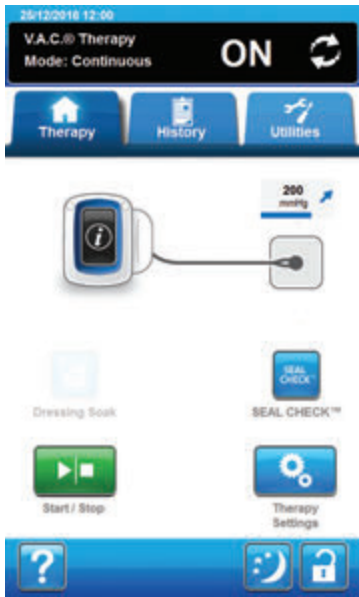 25/12/2016 12:00
V.A.C.® Therapy
Mode: Continuous
ON
Therapy
History
Utilities
200
mmHg
i
SEAL
CHECK™
Dressing Soak
SEAL CHECK™
Start / Stop
Therapy
Settings
?